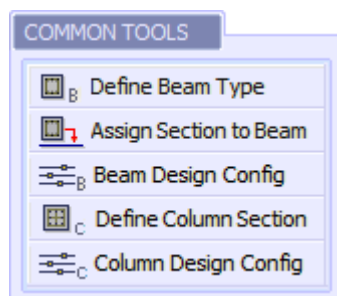 COMMON TOOLS
B Define Beam Type
Assign Section to Beam
B Beam Design Config
C Define Column Section
C Column Design Config